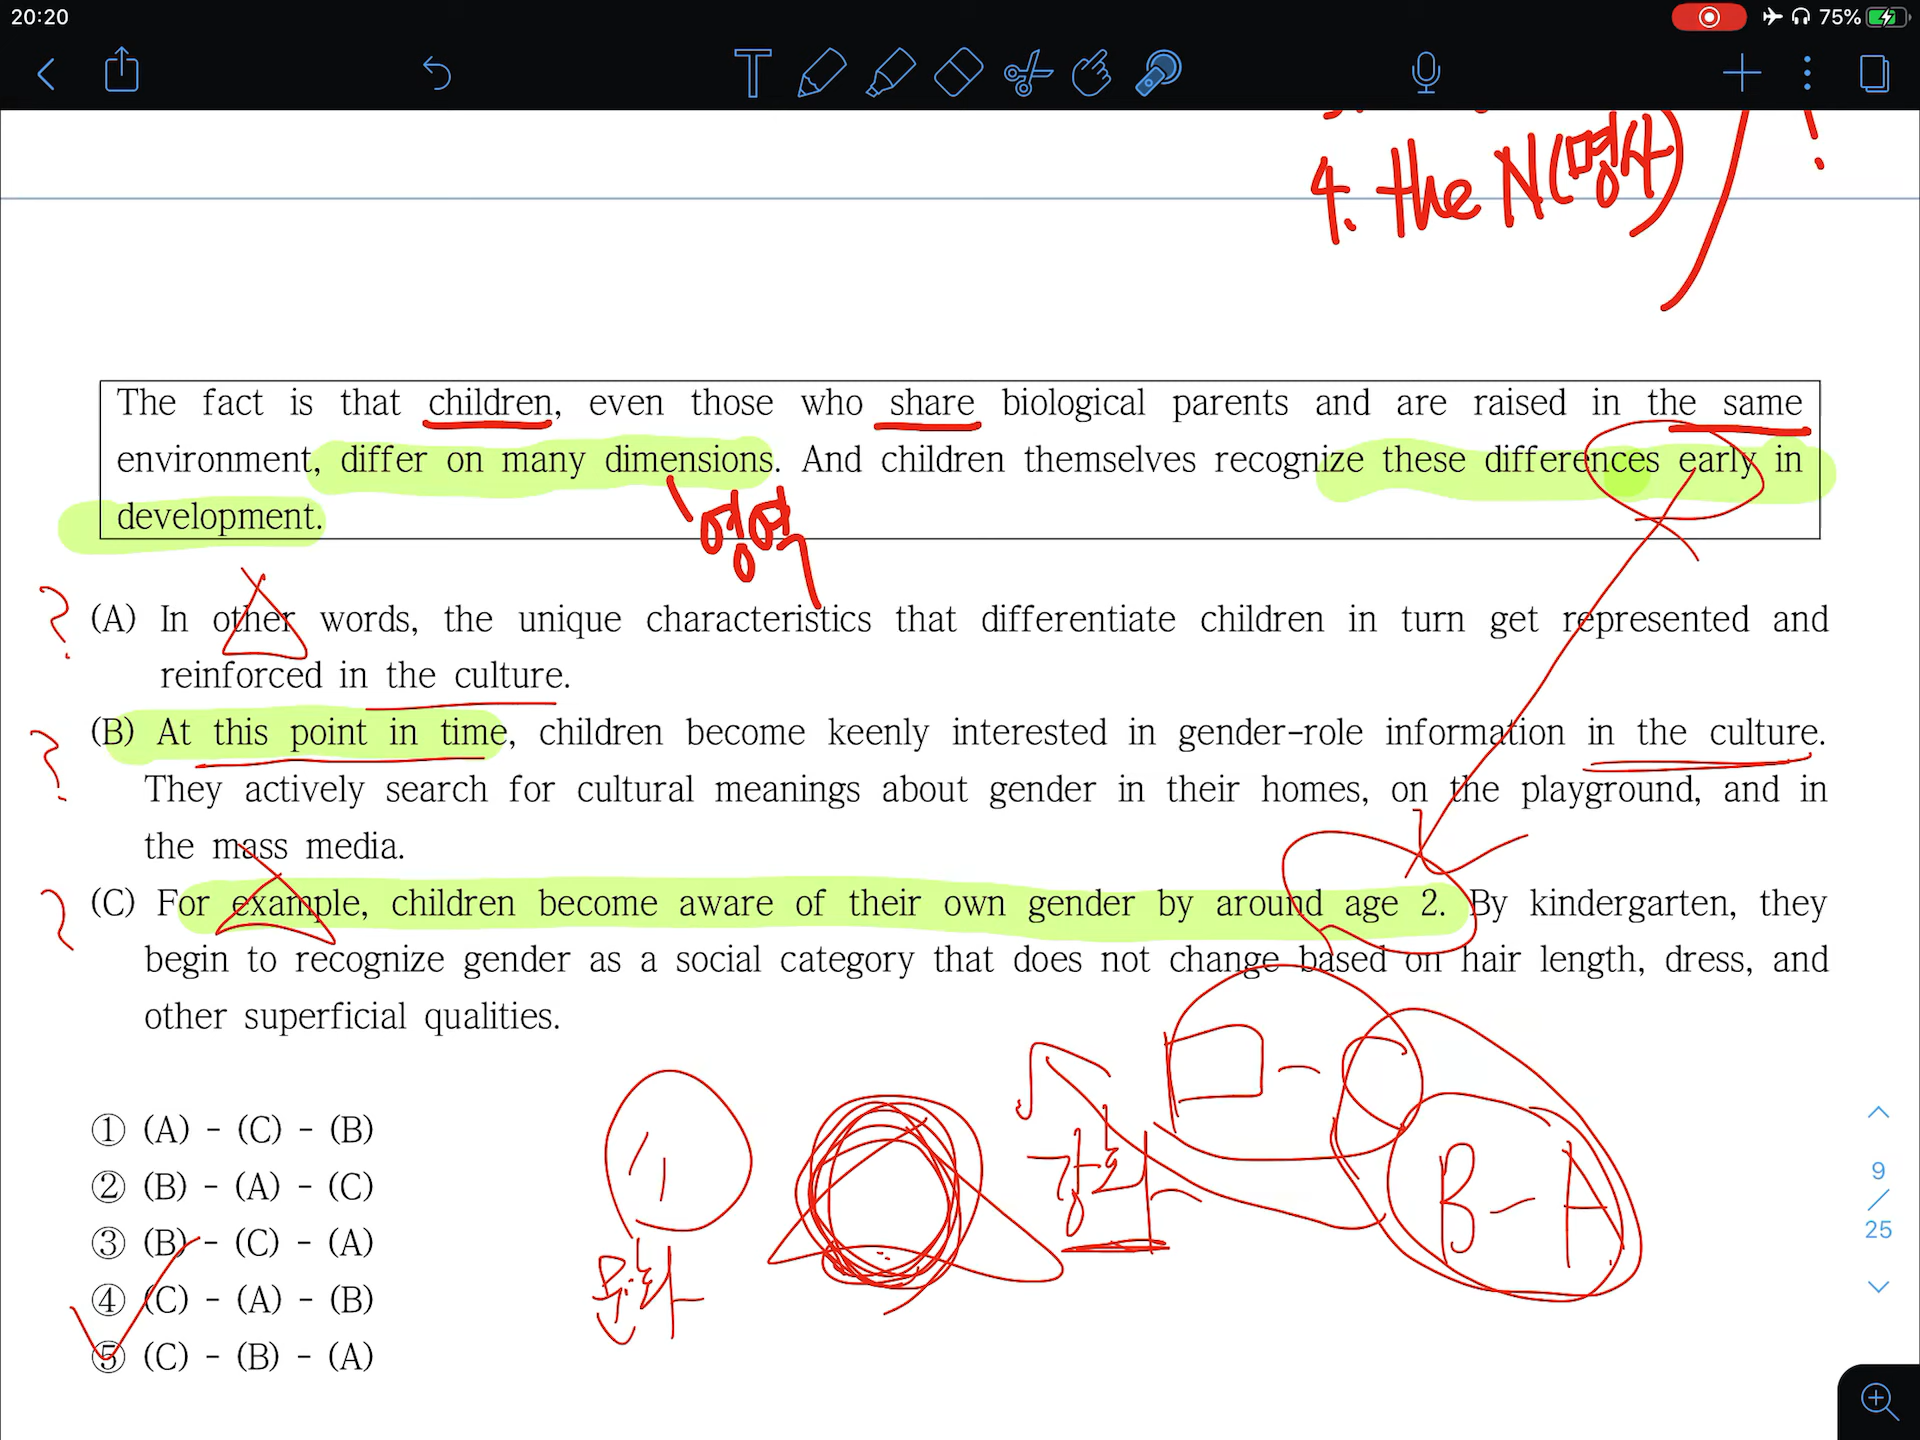 20:20
75%
4. the N(명사)
!
The fact is that children, even those who share biological parents and are raised in the same
environment, differ on many dimensions. And children themselves recognize these differences early in
development.
영역
? (A) In other words, the unique characteristics that differentiate children in turn get represented and
reinforced in the culture.
? (B) At this point in time, children become keenly interested in gender-role information in the culture.
They actively search for cultural meanings about gender in their homes, on the playground, and in
the mass media.
? (C) For example, children become aware of their own gender by around age 2. By kindergarten, they
begin to recognize gender as a social category that does not change based on hair length, dress, and
other superficial qualities.
① (A) - (C) - (B)
② (B) - (A) - (C)
③ (B) - (C) - (A)
④ (C) - (A) - (B)
⑤ (C) - (B) - (A)
문화
강화
B - A
9
/
25